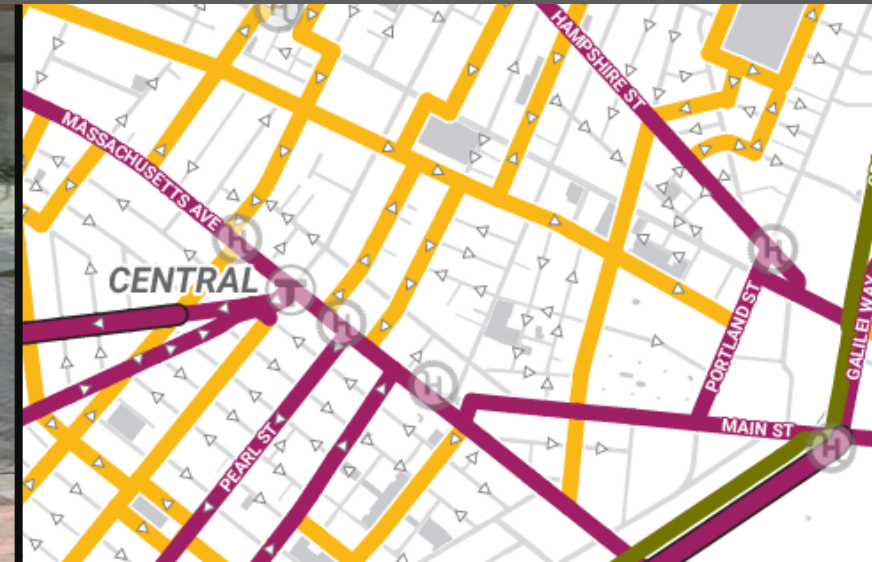 HAMPSHIRE ST
MASSACHUSETTS AVE
CENTRAL
T
H
H
H
H
H
H
PORTLAND ST
GALILEI WAY
MAIN ST
PEARL ST